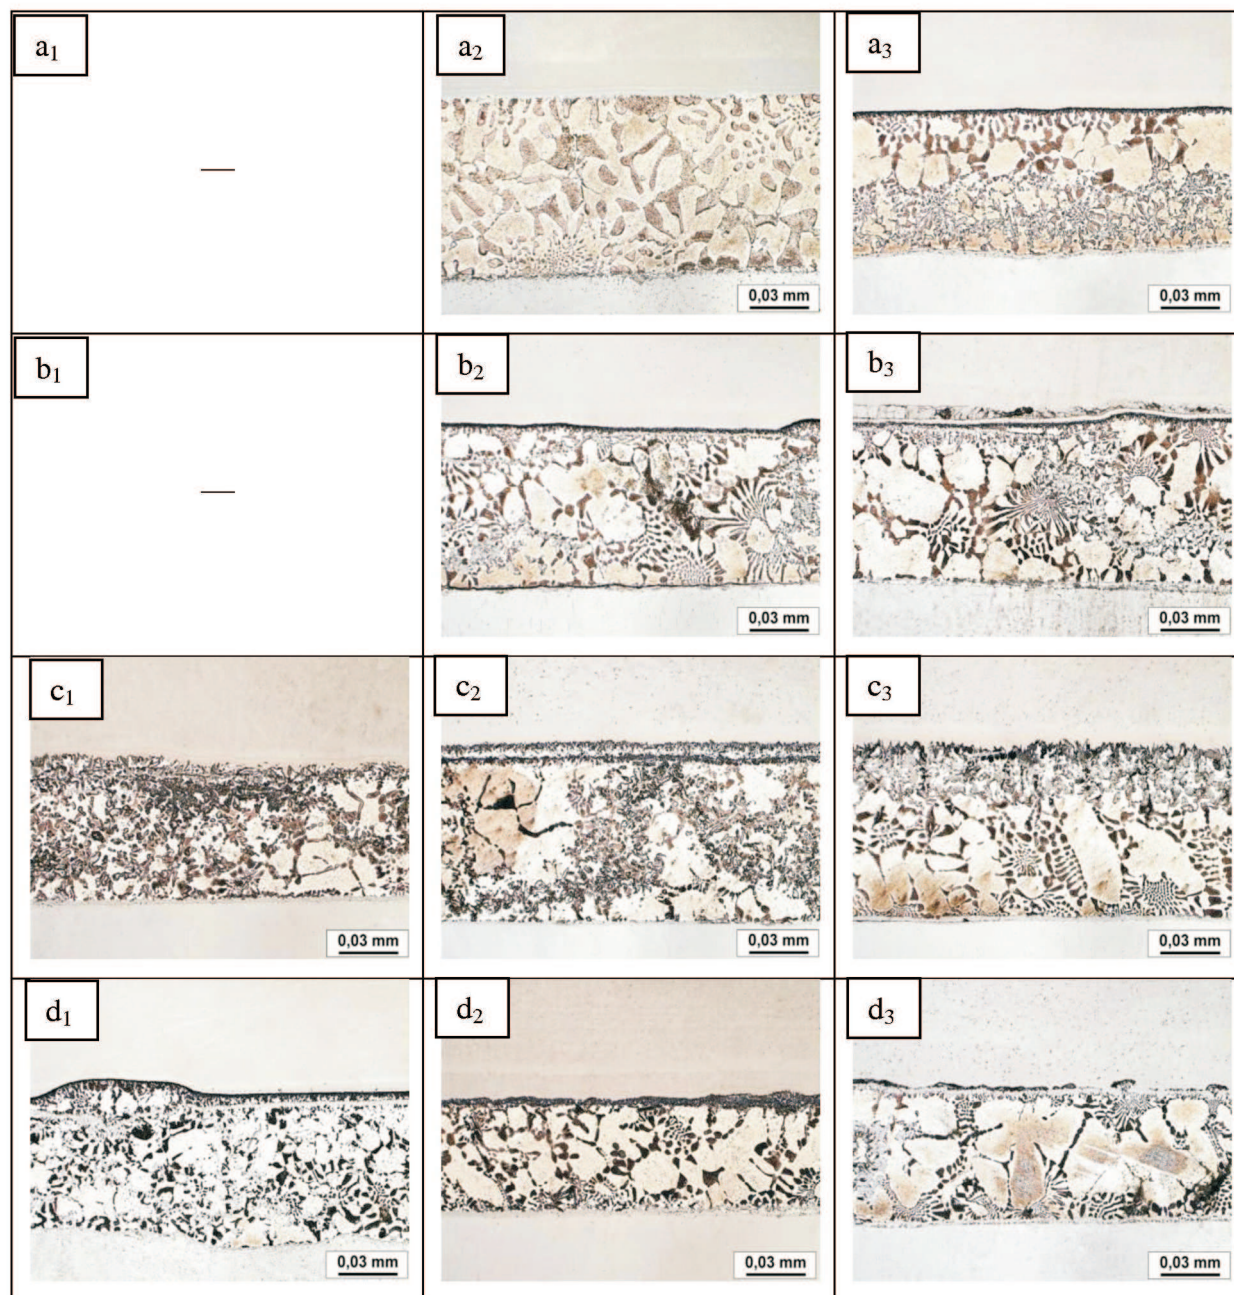 a₁ a₂ a₃
—
0,03 mm 0,03 mm
b₁ b₂ b₃
—
0,03 mm 0,03 mm
c₁ c₂ c₃
0,03 mm 0,03 mm 0,03 mm
d₁ d₂ d₃
0,03 mm 0,03 mm 0,03 mm